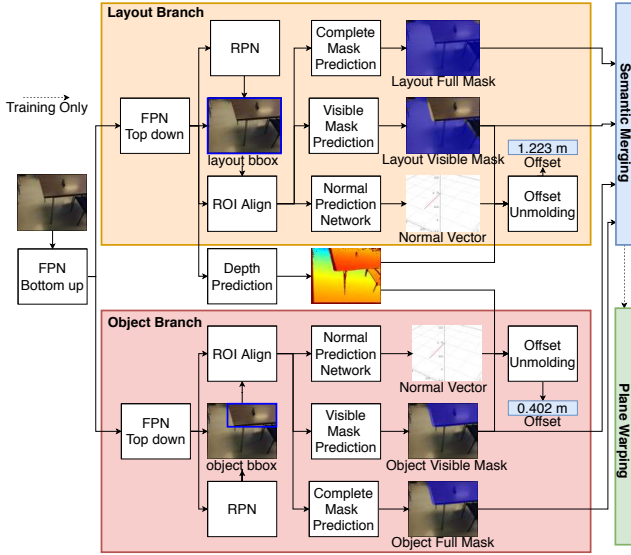 Layout Branch
Training Only
RPN
Complete
Mask
Prediction
Layout Full Mask
FPN
Top down
layout bbox
Visible
Mask
Prediction
Layout Visible Mask
1.223 m
Offset
ROI Align
Normal
Prediction
Network
Normal Vector
Offset
Unmolding
FPN
Bottom up
Depth
Prediction
Semantic Merging
Object Branch
ROI Align
Normal
Prediction
Network
Normal Vector
Offset
Unmolding
0.402 m
Offset
FPN
Top down
object bbox
Visible
Mask
Prediction
Object Visible Mask
RPN
Complete
Mask
Prediction
Object Full Mask
Plane Warping